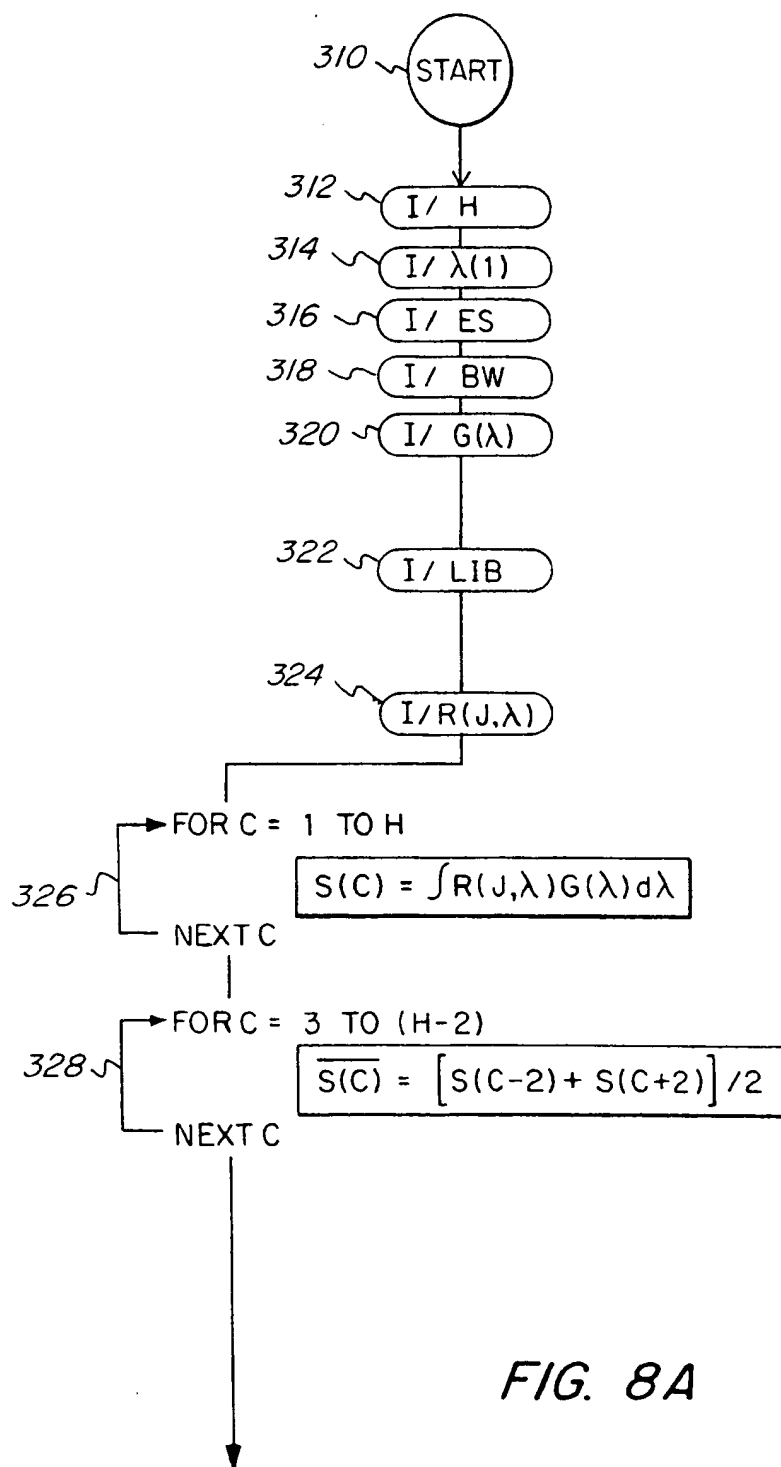 310 START
312 I/ H
314 I/ λ(1)
316 I/ ES
318 I/ BW
320 I/ G(λ)
322 I/ LIB
324 I/R(J,λ)
FOR C = 1 TO H
S(C) = ∫R(J,λ)G(λ)dλ
326
NEXT C
FOR C = 3 TO (H-2)
328 S̅(̅C̅)̅ = [S(C-2)+ S(C+2)]/2
NEXT C
FIG. 8A